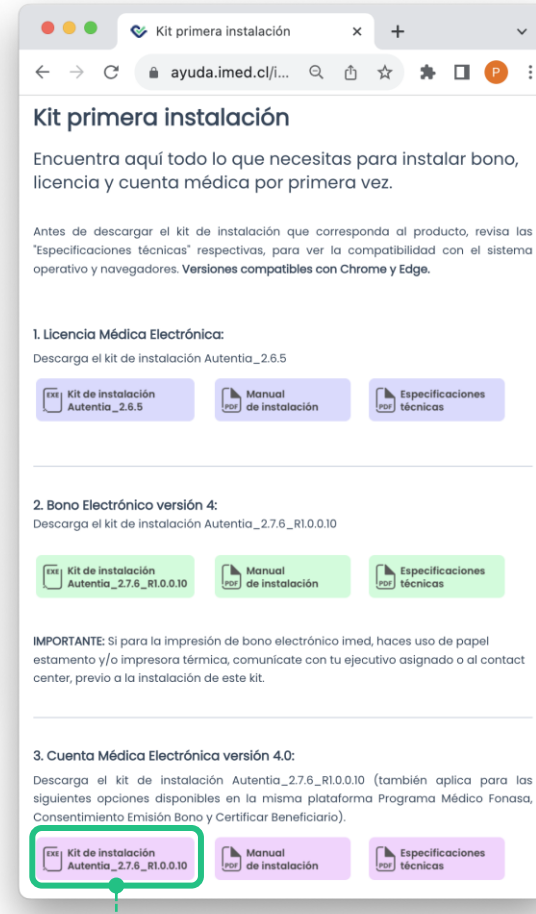 Kit primera instalación
ayuda.imed.cl/i...
P
Kit primera instalación
Encuentra aquí todo lo que necesitas para instalar bono,
licencia y cuenta médica por primera vez.
Antes de descargar el kit de instalación que corresponda al producto, revisa las
"Especificaciones técnicas" respectivas, para ver la compatibilidad con el sistema
operativo y navegadores. Versiones compatibles con Chrome y Edge.
1. Licencia Médica Electrónica:
Descarga el kit de instalación Autentia_2.6.5
EXE Kit de instalación
Autentia_2.6.5
PDF Manual
de instalación
PDF Especificaciones
técnicas
2. Bono Electrónico versión 4:
Descarga el kit de instalación Autentia_2.7.6_R1.0.0.10
EXE Kit de instalación
Autentia_2.7.6_R1.0.0.10
PDF Manual
de instalación
PDF Especificaciones
técnicas
IMPORTANTE: Si para la impresión de bono electrónico imed, haces uso de papel
estamento y/o impresora térmica, comunícate con tu ejecutivo asignado o al contact
center, previo a la instalación de este kit.
3. Cuenta Médica Electrónica versión 4.0:
Descarga el kit de instalación Autentia_2.7.6_R1.0.0.10 (también aplica para las
siguientes opciones disponibles en la misma plataforma Programa Médico Fonasa,
Consentimiento Emisión Bono y Certificar Beneficiario).
EXE Kit de instalación
Autentia_2.7.6_R1.0.0.10
PDF Manual
de instalación
PDF Especificaciones
técnicas